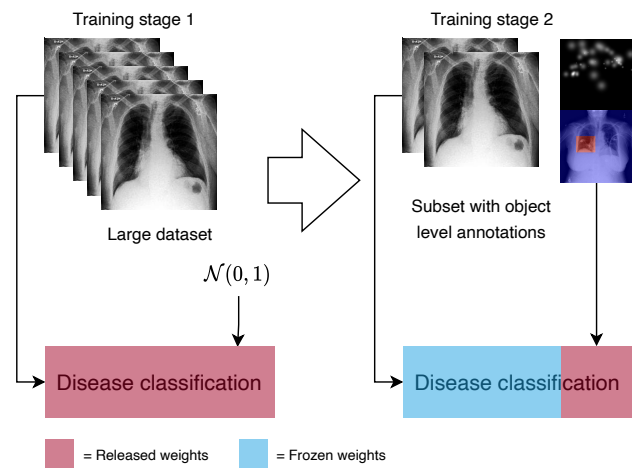 Training stage 1
Training stage 2
Large dataset
Subset with object
level annotations
𝒩(0, 1)
Disease classification
Disease classification
= Released weights
= Frozen weights